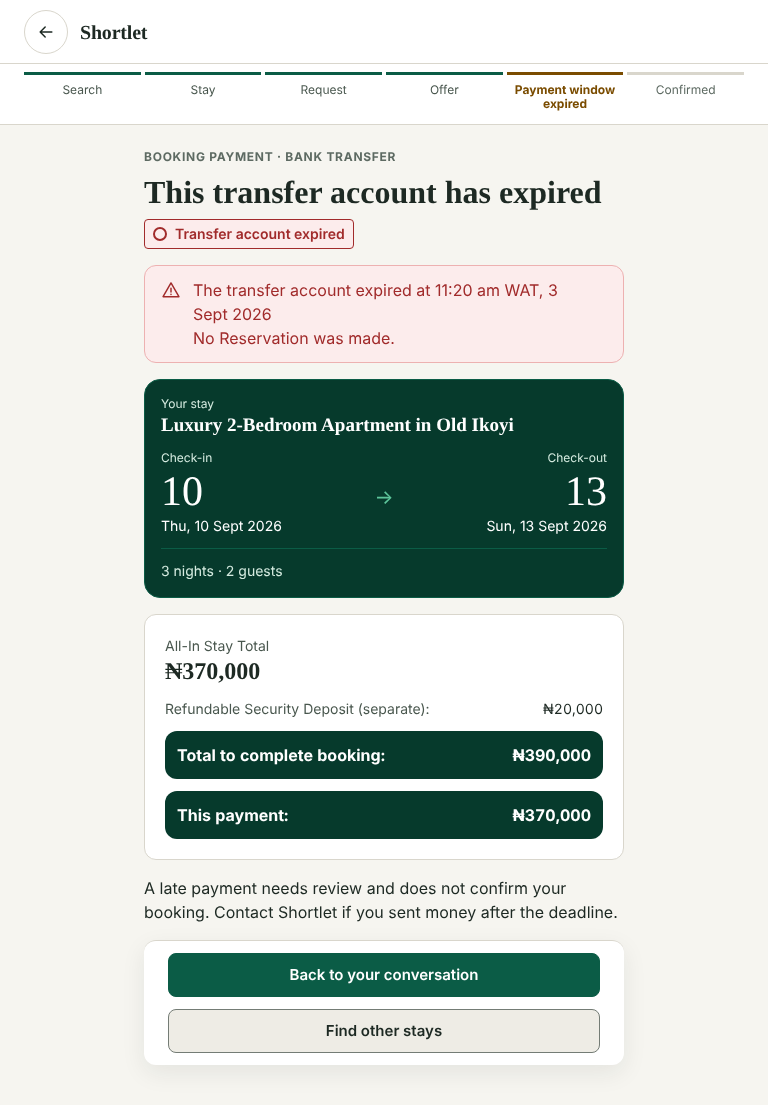 Shortlet
Search
Stay
Request
Offer
Payment window
expired
Confirmed
BOOKING PAYMENT · BANK TRANSFER
This transfer account has expired
Transfer account expired
The transfer account expired at 11:20 am WAT, 3
Sept 2026
No Reservation was made.
Your stay
Luxury 2-Bedroom Apartment in Old Ikoyi
Check-in
Check-out
10
→
13
Thu, 10 Sept 2026
Sun, 13 Sept 2026
3 nights · 2 guests
All-In Stay Total
₦370,000
Refundable Security Deposit (separate): ₦20,000
Total to complete booking: ₦390,000
This payment: ₦370,000
A late payment needs review and does not confirm your
booking. Contact Shortlet if you sent money after the deadline.
Back to your conversation
Find other stays